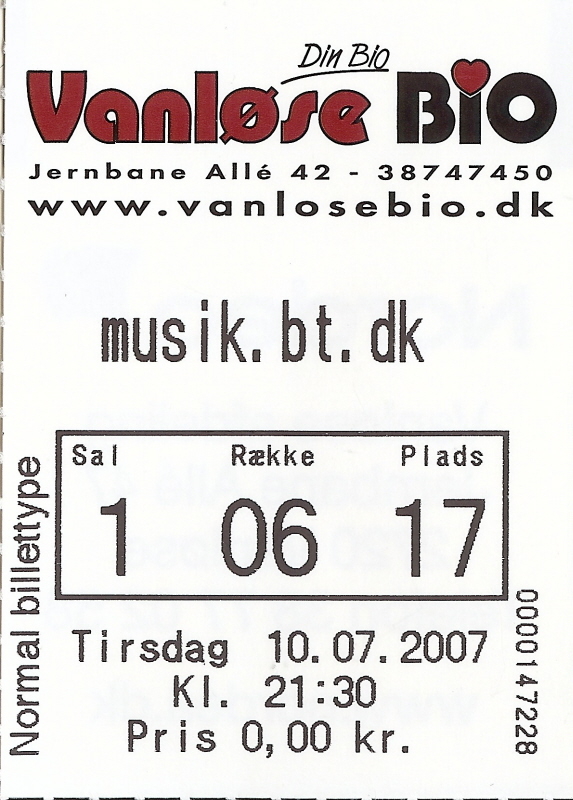 Din Bio
Vanløse BIO
Jernbane Allé 42 - 38747450
www.vanlosebio.dk
musik.bt.dk
Sal Række Plads
1 06 17
Tirsdag 10.07.2007
Kl. 21:30
Pris 0,00 kr.
Normal billettype
0000147228